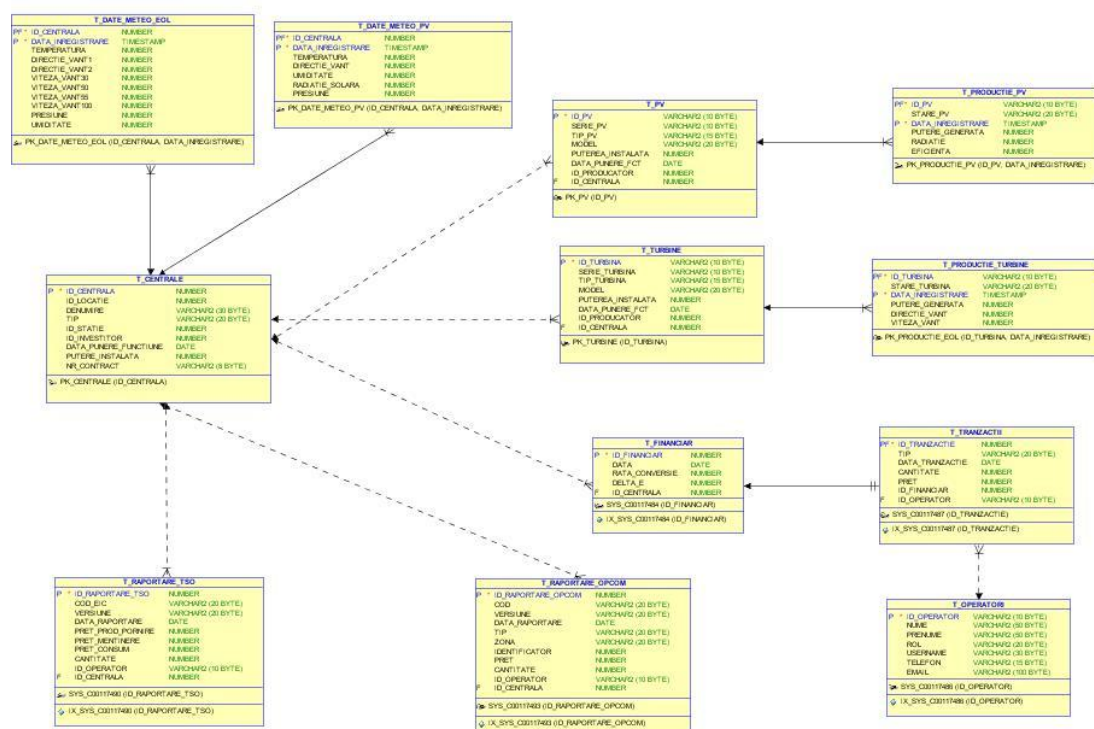 T_DATE_METEO_EOL
PF* ID_CENTRALA NUMBER
P * DATA_INREGISTRARE TIMESTAMP
TEMPERATURA NUMBER
DIRECTIE_VANT1 NUMBER
DIRECTIE_VANT2 NUMBER
VITEZA_VANT30 NUMBER
VITEZA_VANT50 NUMBER
VITEZA_VANT55 NUMBER
VITEZA_VANT100 NUMBER
PRESIUNE NUMBER
UMIDITATE NUMBER
PK_DATE_METEO_EOL (ID_CENTRALA, DATA_INREGISTRARE)
T_DATE_METEO_PV
PF* ID_CENTRALA NUMBER
P * DATA_INREGISTRARE TIMESTAMP
TEMPERATURA NUMBER
DIRECTIE_VANT NUMBER
UMIDITATE NUMBER
RADIATIE_SOLARA NUMBER
PRESIUNE NUMBER
PK_DATE_METEO_PV (ID_CENTRALA, DATA_INREGISTRARE)
T_PV
P * ID_PV VARCHAR2 (10 BYTE)
SERIE_PV VARCHAR2 (10 BYTE)
TIP_PV VARCHAR2 (15 BYTE)
MODEL VARCHAR2 (20 BYTE)
PUTEREA_INSTALATA NUMBER
DATA_PUNERE_FCT DATE
ID_PRODUCATOR NUMBER
F ID_CENTRALA NUMBER
PK_PV (ID_PV)
T_PRODUCTIE_PV
PF* ID_PV VARCHAR2 (10 BYTE)
STARE_PV VARCHAR2 (20 BYTE)
P * DATA_INREGISTRARE TIMESTAMP
PUTERE_GENERATA NUMBER
RADIATIE NUMBER
EFICIENTA NUMBER
PK_PRODUCTIE_PV (ID_PV, DATA_INREGISTRARE)
T_CENTRALE
P * ID_CENTRALA NUMBER
ID_LOCATIE NUMBER
DENUMIRE VARCHAR2 (30 BYTE)
TIP VARCHAR2 (20 BYTE)
ID_STATIE NUMBER
ID_INVESTITOR NUMBER
DATA_PUNERE_FUNCTIUNE DATE
PUTERE_INSTALATA NUMBER
NR_CONTRACT VARCHAR2 (8 BYTE)
PK_CENTRALE (ID_CENTRALA)
T_TURBINE
P * ID_TURBINA VARCHAR2 (10 BYTE)
SERIE_TURBINA VARCHAR2 (10 BYTE)
TIP_TURBINA VARCHAR2 (15 BYTE)
MODEL VARCHAR2 (20 BYTE)
PUTEREA_INSTALATA NUMBER
DATA_PUNERE_FCT DATE
ID_PRODUCATOR NUMBER
F ID_CENTRALA NUMBER
PK_TURBINE (ID_TURBINA)
T_PRODUCTIE_TURBINE
PF* ID_TURBINA VARCHAR2 (10 BYTE)
STARE_TURBINA VARCHAR2 (20 BYTE)
P * DATA_INREGISTRARE TIMESTAMP
PUTERE_GENERATA NUMBER
DIRECTIE_VANT NUMBER
VITEZA_VANT NUMBER
PK_PRODUCTIE_EOL (ID_TURBINA, DATA_INREGISTRARE)
T_FINANCIAR
P * ID_FINANCIAR NUMBER
DATA DATE
RATA_CONVERSIE NUMBER
DELTA_E NUMBER
F ID_CENTRALA NUMBER
SYS_C00117484 (ID_FINANCIAR)
IX_SYS_C00117484 (ID_FINANCIAR)
T_TRANZACTII
PF* ID_TRANZACTIE NUMBER
TIP VARCHAR2 (20 BYTE)
DATA_TRANZACTIE DATE
CANTITATE NUMBER
PRET NUMBER
ID_FINANCIAR NUMBER
F ID_OPERATOR VARCHAR2 (10 BYTE)
SYS_C00117487 (ID_TRANZACTIE)
IX_SYS_C00117487 (ID_TRANZACTIE)
T_RAPORTARE_TSO
P * ID_RAPORTARE_TSO NUMBER
COD_EIC VARCHAR2 (20 BYTE)
VERSIUNE VARCHAR2 (20 BYTE)
DATA_RAPORTARE DATE
PRET_PROD_PORNIRE NUMBER
PRET_MENTINERE NUMBER
PRET_CONSUM NUMBER
CANTITATE NUMBER
ID_OPERATOR VARCHAR2 (10 BYTE)
F ID_CENTRALA NUMBER
SYS_C00117490 (ID_RAPORTARE_TSO)
IX_SYS_C00117490 (ID_RAPORTARE_TSO)
T_RAPORTARE_OPCOM
P * ID_RAPORTARE_OPCOM NUMBER
COD VARCHAR2 (20 BYTE)
VERSIUNE VARCHAR2 (20 BYTE)
DATA_RAPORTARE DATE
TIP VARCHAR2 (20 BYTE)
ZONA VARCHAR2 (20 BYTE)
IDENTIFICATOR NUMBER
PRET NUMBER
CANTITATE NUMBER
ID_OPERATOR VARCHAR2 (10 BYTE)
F ID_CENTRALA NUMBER
SYS_C00117493 (ID_RAPORTARE_OPCOM)
IX_SYS_C00117493 (ID_RAPORTARE_OPCOM)
T_OPERATORI
P * ID_OPERATOR VARCHAR2 (10 BYTE)
NUME VARCHAR2 (50 BYTE)
PRENUME VARCHAR2 (50 BYTE)
ROL VARCHAR2 (20 BYTE)
USERNAME VARCHAR2 (30 BYTE)
TELEFON VARCHAR2 (15 BYTE)
EMAIL VARCHAR2 (100 BYTE)
SYS_C00117486 (ID_OPERATOR)
IX_SYS_C00117486 (ID_OPERATOR)